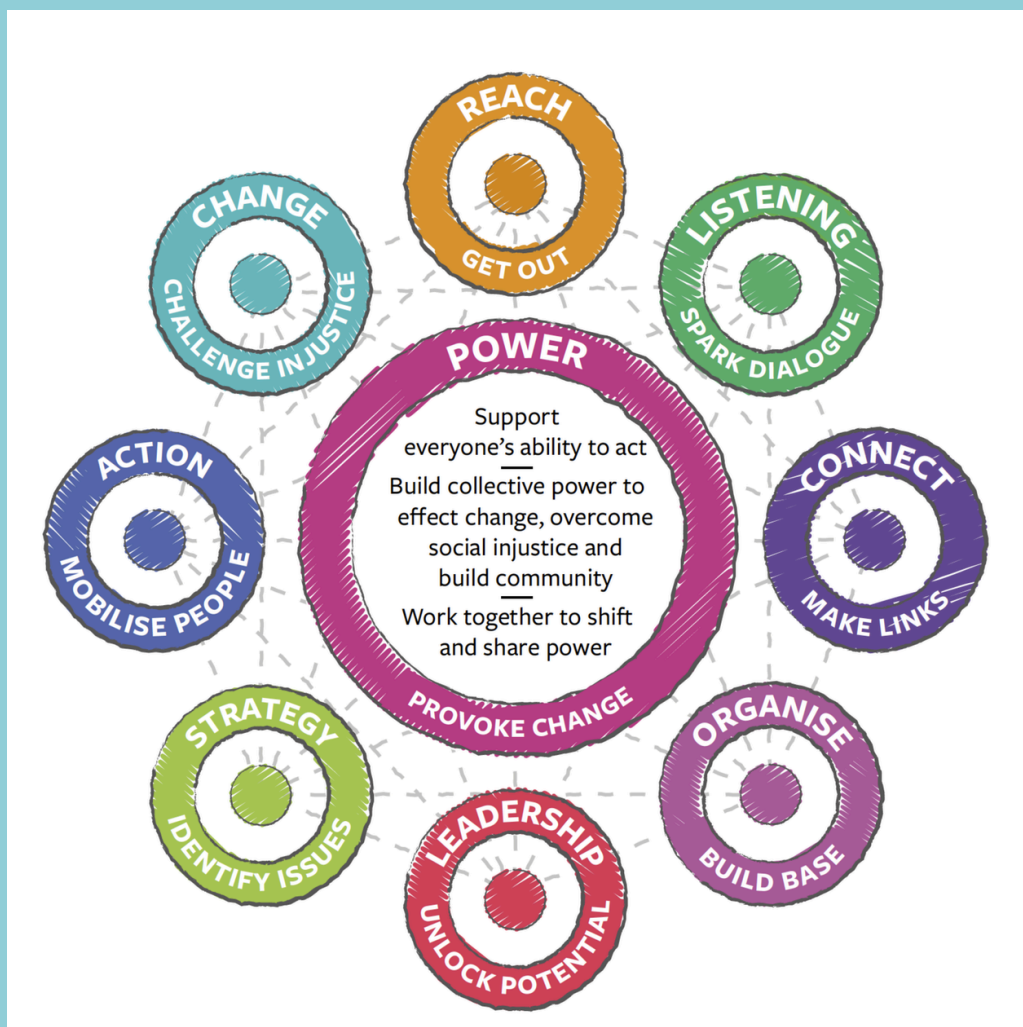 REACH
GET OUT
LISTENING
SPARK DIALOGUE
CONNECT
MAKE LINKS
ORGANISE
BUILD BASE
LEADERSHIP
UNLOCK POTENTIAL
STRATEGY
IDENTIFY ISSUES
ACTION
MOBILISE PEOPLE
CHANGE
CHALLENGE INJUSTICE
POWER
Support
everyone’s ability to act
Build collective power to
effect change, overcome
social injustice and
build community
Work together to shift
and share power
PROVOKE CHANGE